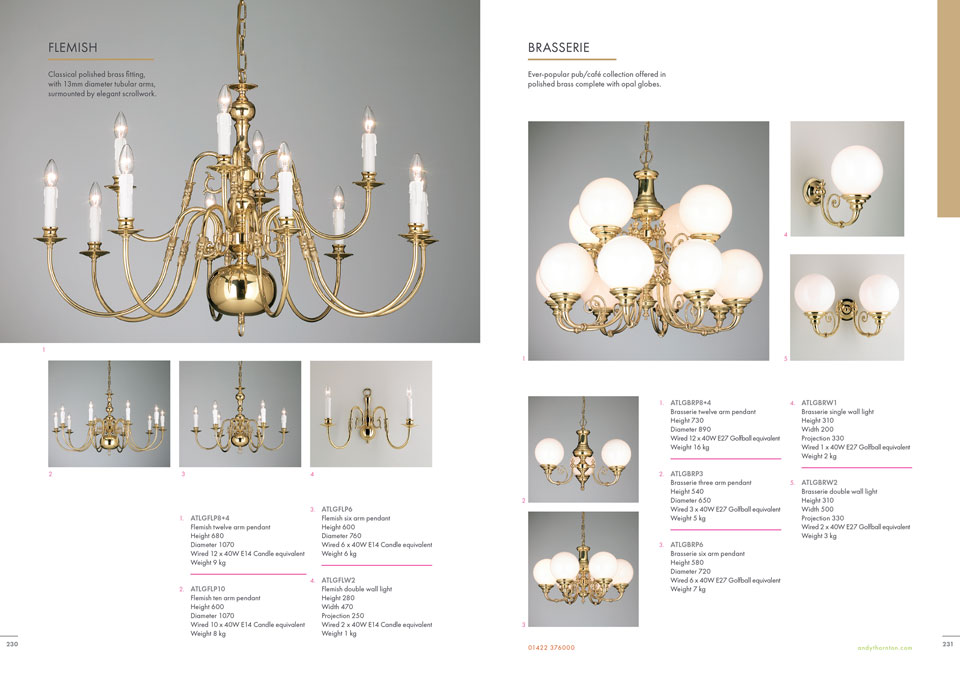 FLEMISH
Classical polished brass fitting,
with 13mm diameter tubular arms,
surmounted by elegant scrollwork.
1
2
3
4
1. ATLGFLP8+4
Flemish twelve arm pendant
Height 680
Diameter 1070
Wired 12 x 40W E14 Candle equivalent
Weight 9 kg
2. ATLGFLP10
Flemish ten arm pendant
Height 600
Diameter 1070
Wired 10 x 40W E14 Candle equivalent
Weight 8 kg
3. ATLGFLP6
Flemish six arm pendant
Height 600
Diameter 760
Wired 6 x 40W E14 Candle equivalent
Weight 6 kg
4. ATLGFLW2
Flemish double wall light
Height 280
Width 470
Projection 250
Wired 2 x 40W E14 Candle equivalent
Weight 1 kg
230
BRASSERIE
Ever-popular pub/café collection offered in
polished brass complete with opal globes.
1
4
5
2
3
1. ATLGBRP8+4
Brasserie twelve arm pendant
Height 730
Diameter 890
Wired 12 x 40W E27 Golfball equivalent
Weight 16 kg
2. ATLGBRP3
Brasserie three arm pendant
Height 540
Diameter 650
Wired 3 x 40W E27 Golfball equivalent
Weight 5 kg
3. ATLGBRP6
Brasserie six arm pendant
Height 580
Diameter 720
Wired 6 x 40W E27 Golfball equivalent
Weight 7 kg
4. ATLGBRW1
Brasserie single wall light
Height 310
Width 200
Projection 330
Wired 1 x 40W E27 Golfball equivalent
Weight 2 kg
5. ATLGBRW2
Brasserie double wall light
Height 310
Width 500
Projection 330
Wired 2 x 40W E27 Golfball equivalent
Weight 3 kg
01422 376000
andythornton.com
231